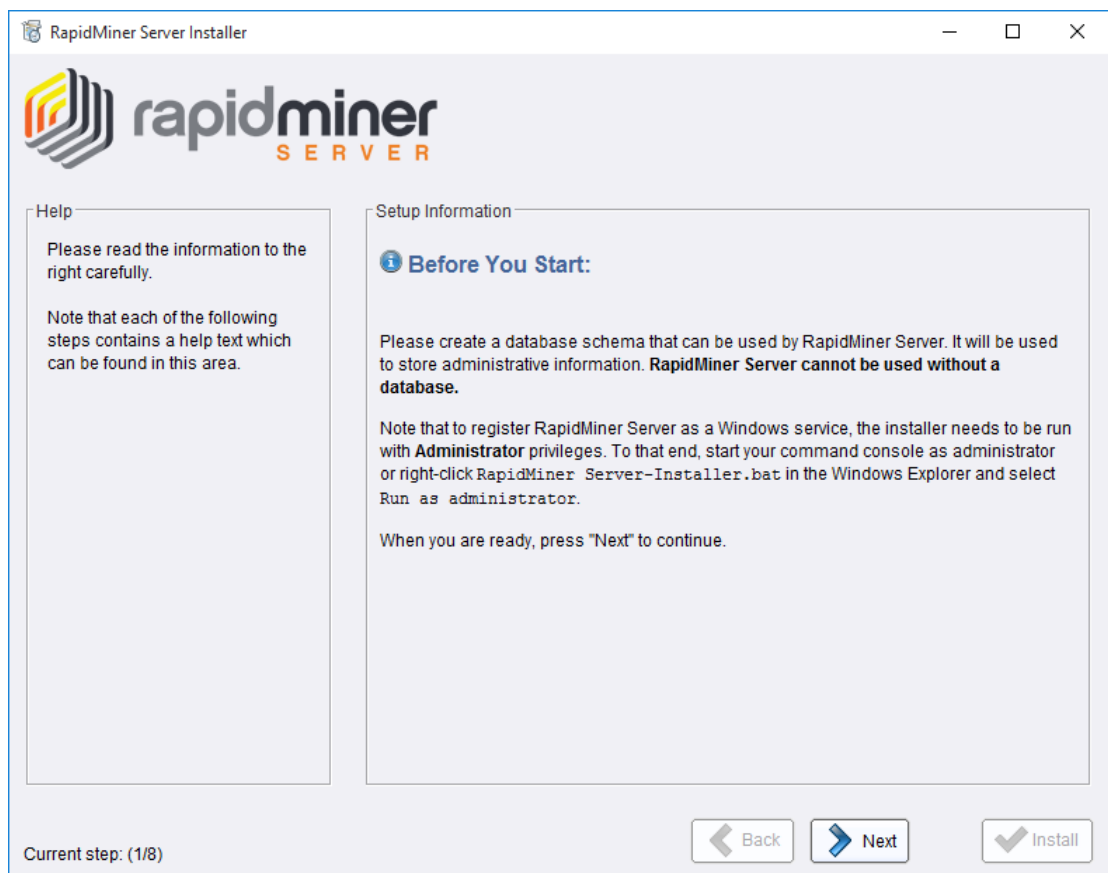 RapidMiner Server Installer
rapidminer
SERVER
Help
Please read the information to the
right carefully.
Note that each of the following
steps contains a help text which
can be found in this area.
Setup Information
Before You Start:
Please create a database schema that can be used by RapidMiner Server. It will be used
to store administrative information. RapidMiner Server cannot be used without a
database.
Note that to register RapidMiner Server as a Windows service, the installer needs to be run
with Administrator privileges. To that end, start your command console as administrator
or right-click RapidMiner Server-Installer.bat in the Windows Explorer and select
Run as administrator.
When you are ready, press "Next" to continue.
Current step: (1/8)
Back
Next
Install